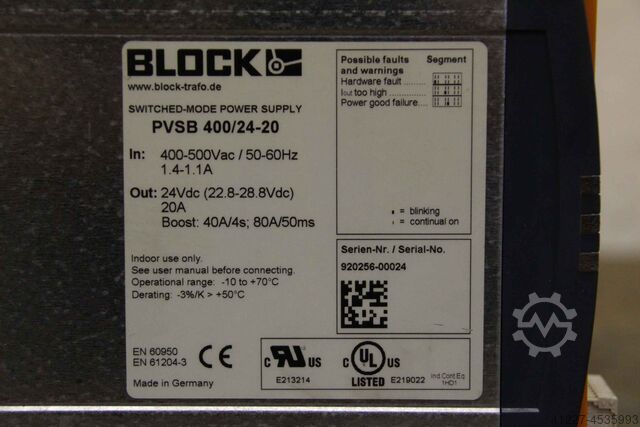 BLOCK
www.block-trafo.de
SWITCHED-MODE POWER SUPPLY
PVSB 400/24-20
In: 400-500Vac / 50-60Hz
1.4-1.1A
Out: 24Vdc (22.8-28.8Vdc)
20A
Boost: 40A/4s; 80A/50ms
Indoor use only.
See user manual before connecting.
Operational range: -10 to +70°C
Derating: -3%/K > +50°C
EN 60950
EN 61204-3
CE
Made in Germany
Possible faults and warnings Segment
Hardware fault
Iout too high
Power good failure
= blinking
= continual on
Serien-Nr. / Serial-No.
920256-00024
c RU US
E213214
C UL US
LISTED E219022
Ind.Cont.Eq.
1HD1
41227-4535993